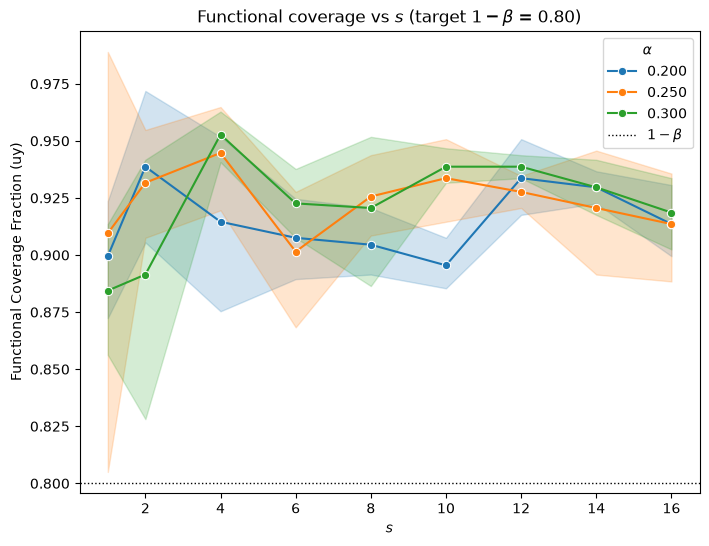 Functional coverage vs s (target 1 − β = 0.80)
Functional Coverage Fraction (uy)
0.975
0.950
0.925
0.900
0.875
0.850
0.825
0.800
2 4 6 8 10 12 14 16
s
α
0.200
0.250
0.300
1 − β